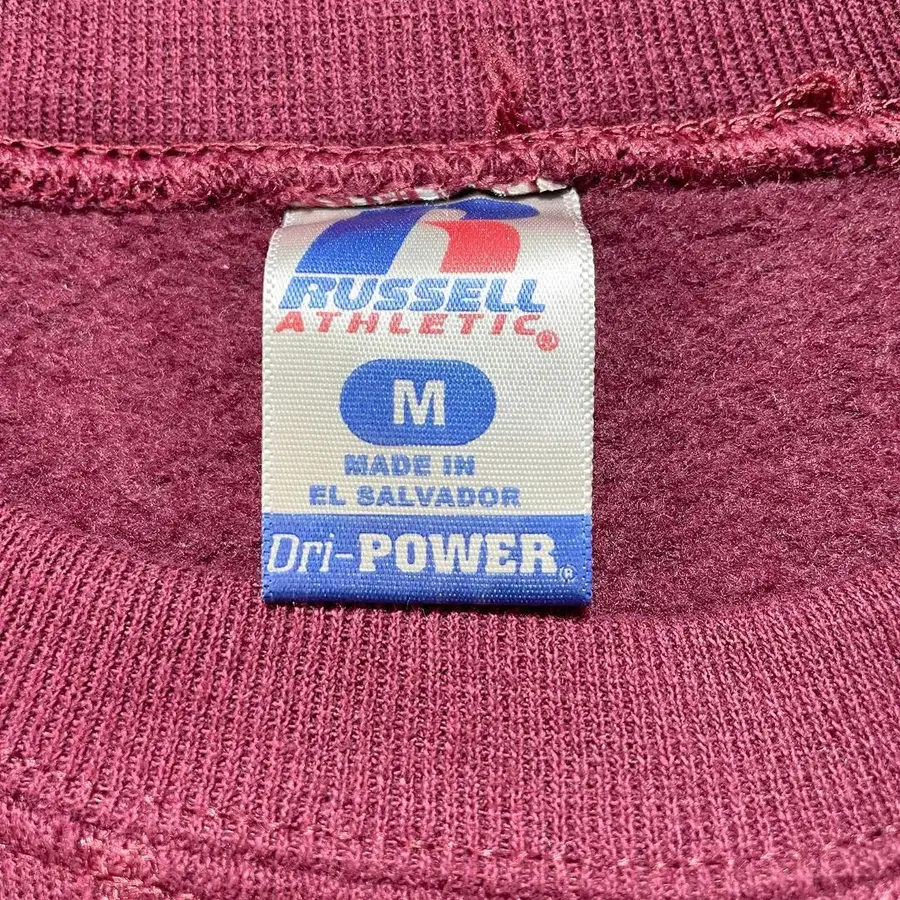 RUSSELL
ATHLETIC®
M
MADE IN
EL SALVADOR
Dri-POWER®